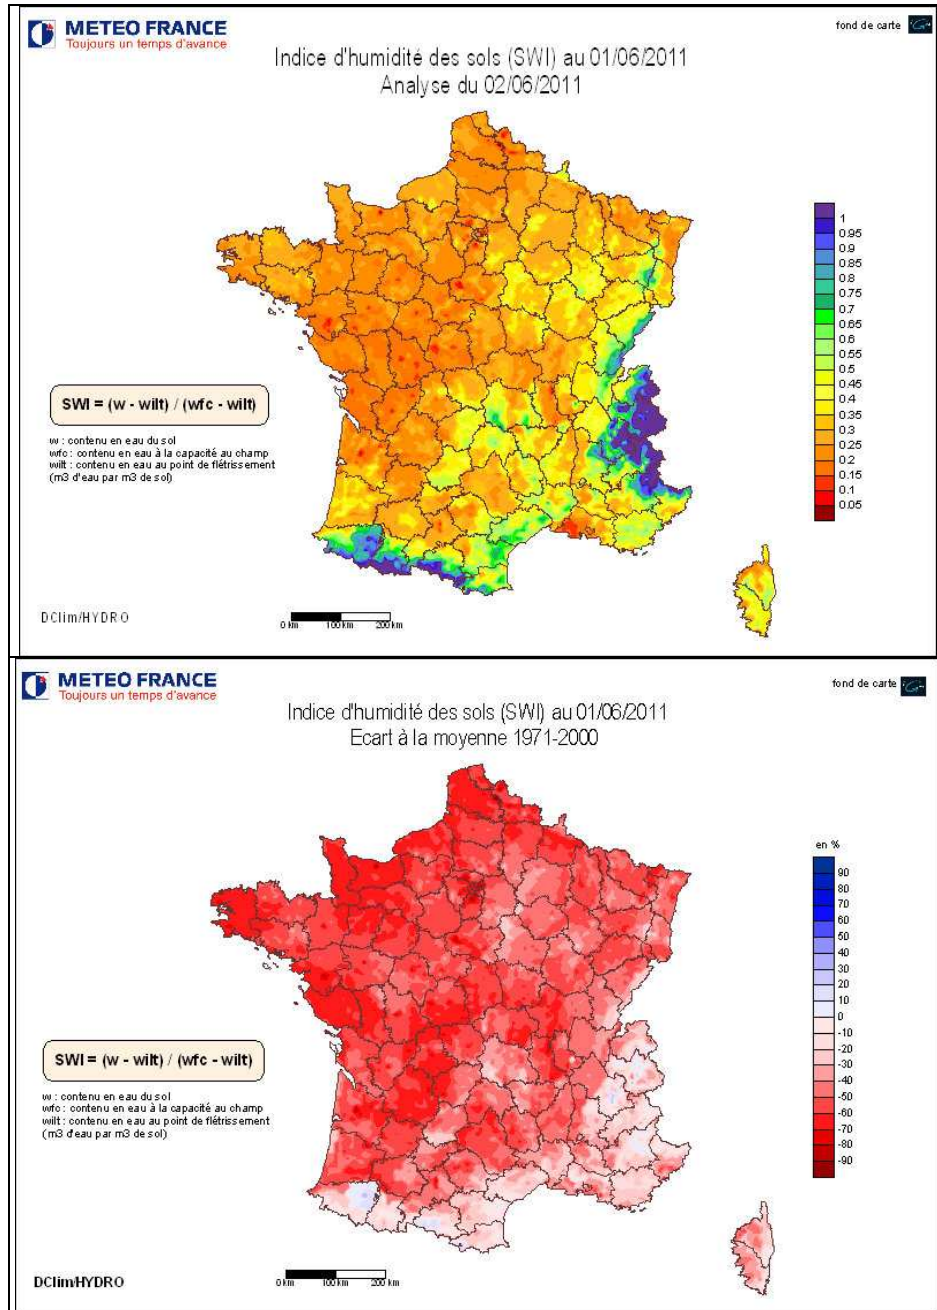 METEO FRANCE
Toujours un temps d'avance
fond de carte
Indice d'humidité des sols (SWI) au 01/06/2011
Analyse du 02/06/2011
1
0.95
0.9
0.85
0.8
0.75
0.7
0.65
0.6
0.55
0.5
0.45
0.4
0.35
0.3
0.25
0.2
0.15
0.1
0.05
SWI = (w - wilt) / (wfc - wilt)
w : contenu en eau du sol
wfc : contenu en eau à la capacité au champ
wilt : contenu en eau au point de flétrissement
(m3 d'eau par m3 de sol)
DClim/HYDRO
0 km 100 km 200 km
METEO FRANCE
Toujours un temps d'avance
fond de carte
Indice d'humidité des sols (SWI) au 01/06/2011
Ecart à la moyenne 1971-2000
en %
90
80
70
60
50
40
30
20
10
0
-10
-20
-30
-40
-50
-60
-70
-80
-90
SWI = (w - wilt) / (wfc - wilt)
w : contenu en eau du sol
wfc : contenu en eau à la capacité au champ
wilt : contenu en eau au point de flétrissement
(m3 d'eau par m3 de sol)
DClim/HYDRO
0 km 100 km 200 km